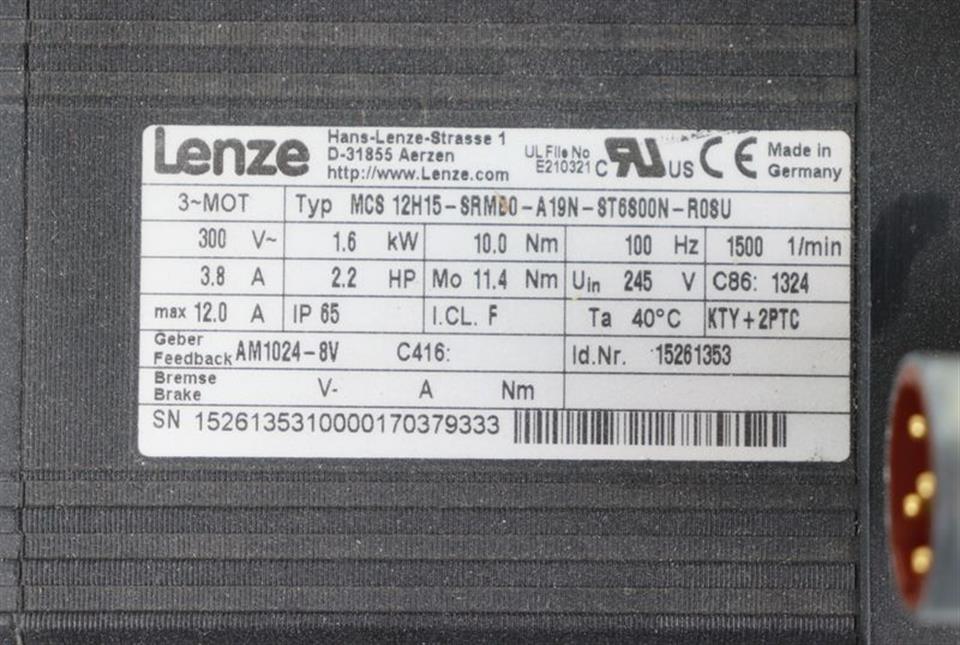 Lenze
Hans-Lenze-Strasse 1
D-31855 Aerzen
http://www.Lenze.com
UL File No
E210321
C RU US CE
Made in
Germany
3~MOT Typ MCS 12H15-SRMB0-A19N-ST6S00N-R0SU
300 V~ 1.6 kW 10.0 Nm 100 Hz 1500 1/min
3.8 A 2.2 HP Mo 11.4 Nm Uin 245 V C86: 1324
max 12.0 A IP 65 I.CL. F Ta 40°C KTY+2PTC
Geber
Feedback AM1024-8V C416: Id.Nr. 15261353
Bremse
Brake V- A Nm
SN 1526135310000170379333